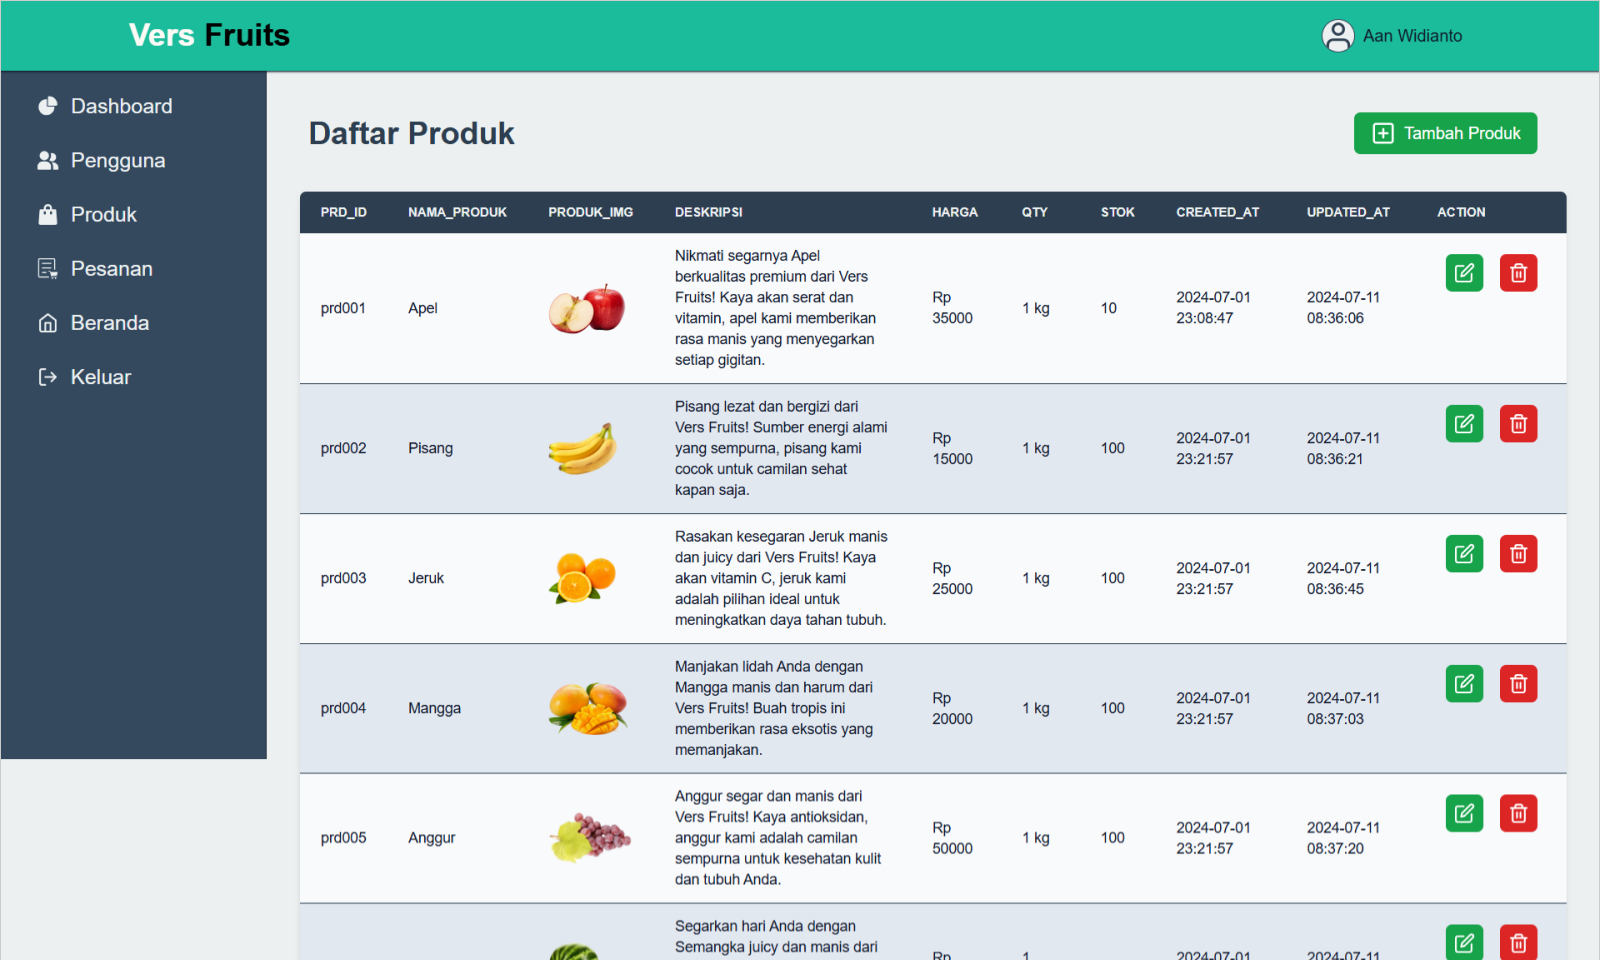 Vers Fruits
Aan Widianto
Dashboard
Pengguna
Produk
Pesanan
Beranda
Keluar
Daftar Produk
Tambah Produk
PRD_ID NAMA_PRODUK PRODUK_IMG DESKRIPSI HARGA QTY STOK CREATED_AT UPDATED_AT ACTION
prd001
Apel
Nikmati segarnya Apel
berkualitas premium dari Vers
Fruits! Kaya akan serat dan
vitamin, apel kami memberikan
rasa manis yang menyegarkan
setiap gigitan.
Rp
35000
1 kg
10
2024-07-01
23:08:47
2024-07-11
08:36:06
prd002
Pisang
Pisang lezat dan bergizi dari
Vers Fruits! Sumber energi alami
yang sempurna, pisang kami
cocok untuk camilan sehat
kapan saja.
Rp
15000
1 kg
100
2024-07-01
23:21:57
2024-07-11
08:36:21
prd003
Jeruk
Rasakan kesegaran Jeruk manis
dan juicy dari Vers Fruits! Kaya
akan vitamin C, jeruk kami
adalah pilihan ideal untuk
meningkatkan daya tahan tubuh.
Rp
25000
1 kg
100
2024-07-01
23:21:57
2024-07-11
08:36:45
prd004
Mangga
Manjakan lidah Anda dengan
Mangga manis dan harum dari
Vers Fruits! Buah tropis ini
memberikan rasa eksotis yang
memanjakan.
Rp
20000
1 kg
100
2024-07-01
23:21:57
2024-07-11
08:37:03
prd005
Anggur
Anggur segar dan manis dari
Vers Fruits! Kaya antioksidan,
anggur kami adalah camilan
sempurna untuk kesehatan kulit
dan tubuh Anda.
Rp
50000
1 kg
100
2024-07-01
23:21:57
2024-07-11
08:37:20
Segarkan hari Anda dengan
Semangka juicy dan manis dari
Rp
1
2024-07-01
2024-07-11